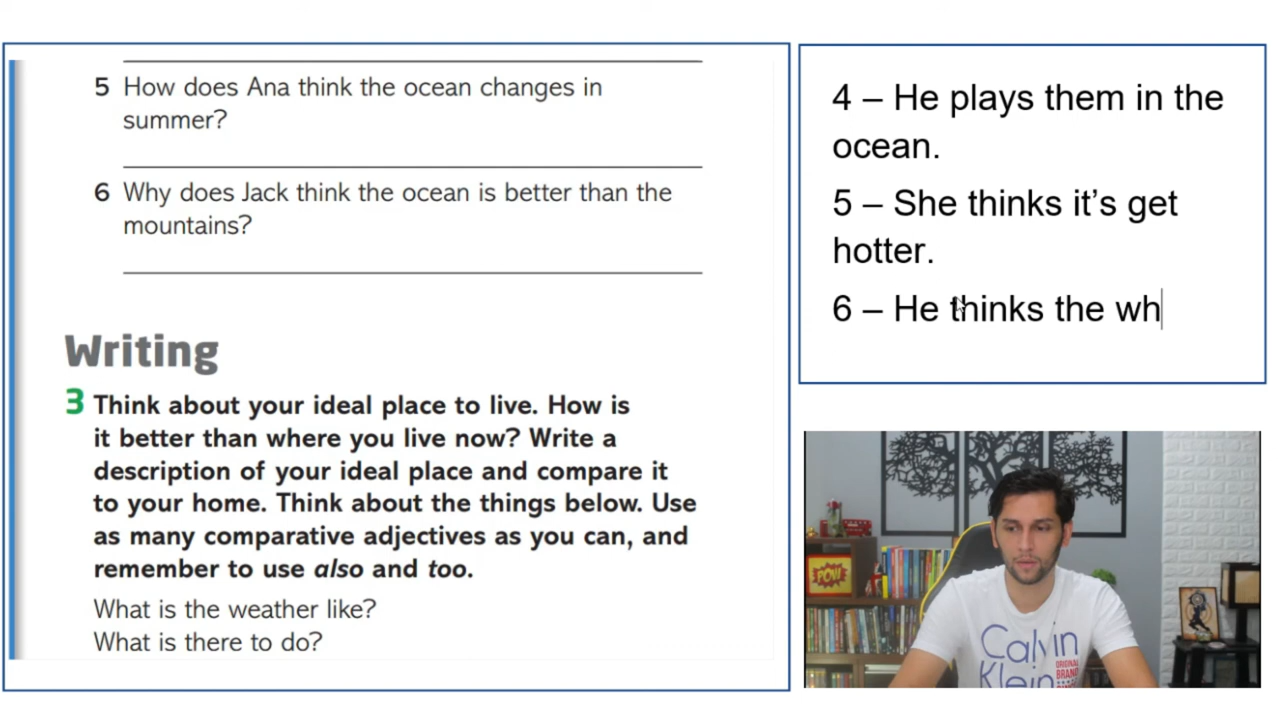 5 How does Ana think the ocean changes in
summer?
6 Why does Jack think the ocean is better than the
mountains?
Writing
3 Think about your ideal place to live. How is
it better than where you live now? Write a
description of your ideal place and compare it
to your home. Think about the things below. Use
as many comparative adjectives as you can, and
remember to use also and too.
What is the weather like?
What is there to do?
4 – He plays them in the
ocean.
5 – She thinks it’s get
hotter.
6 – He thinks the wh
POW
Calvin
Klein
ORIGINAL
BRAND